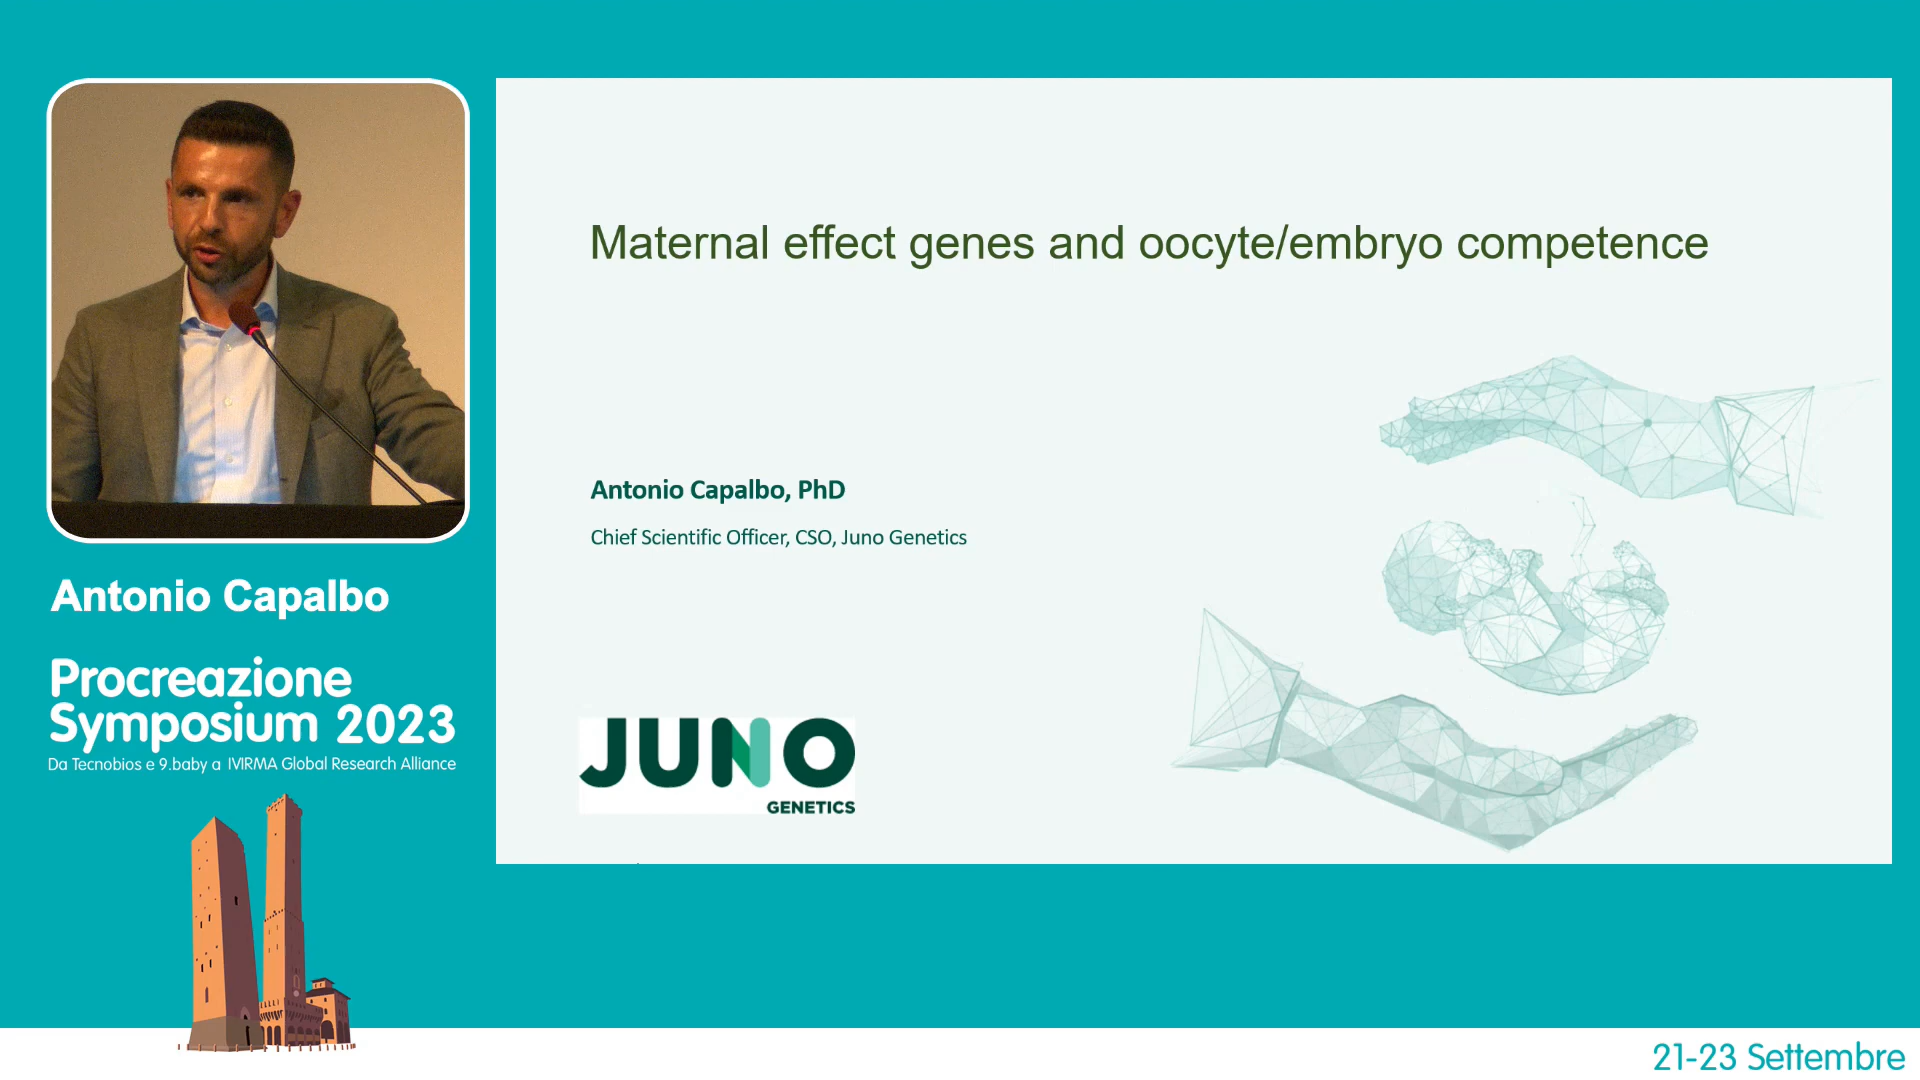 Maternal effect genes and oocyte/embryo competence
Antonio Capalbo, PhD
Chief Scientific Officer, CSO, Juno Genetics
JUNO
GENETICS
Antonio Capalbo
Procreazione
Symposium 2023
Da Tecnobios e 9.baby a IVIRMA Global Research Alliance
21-23 Settembre